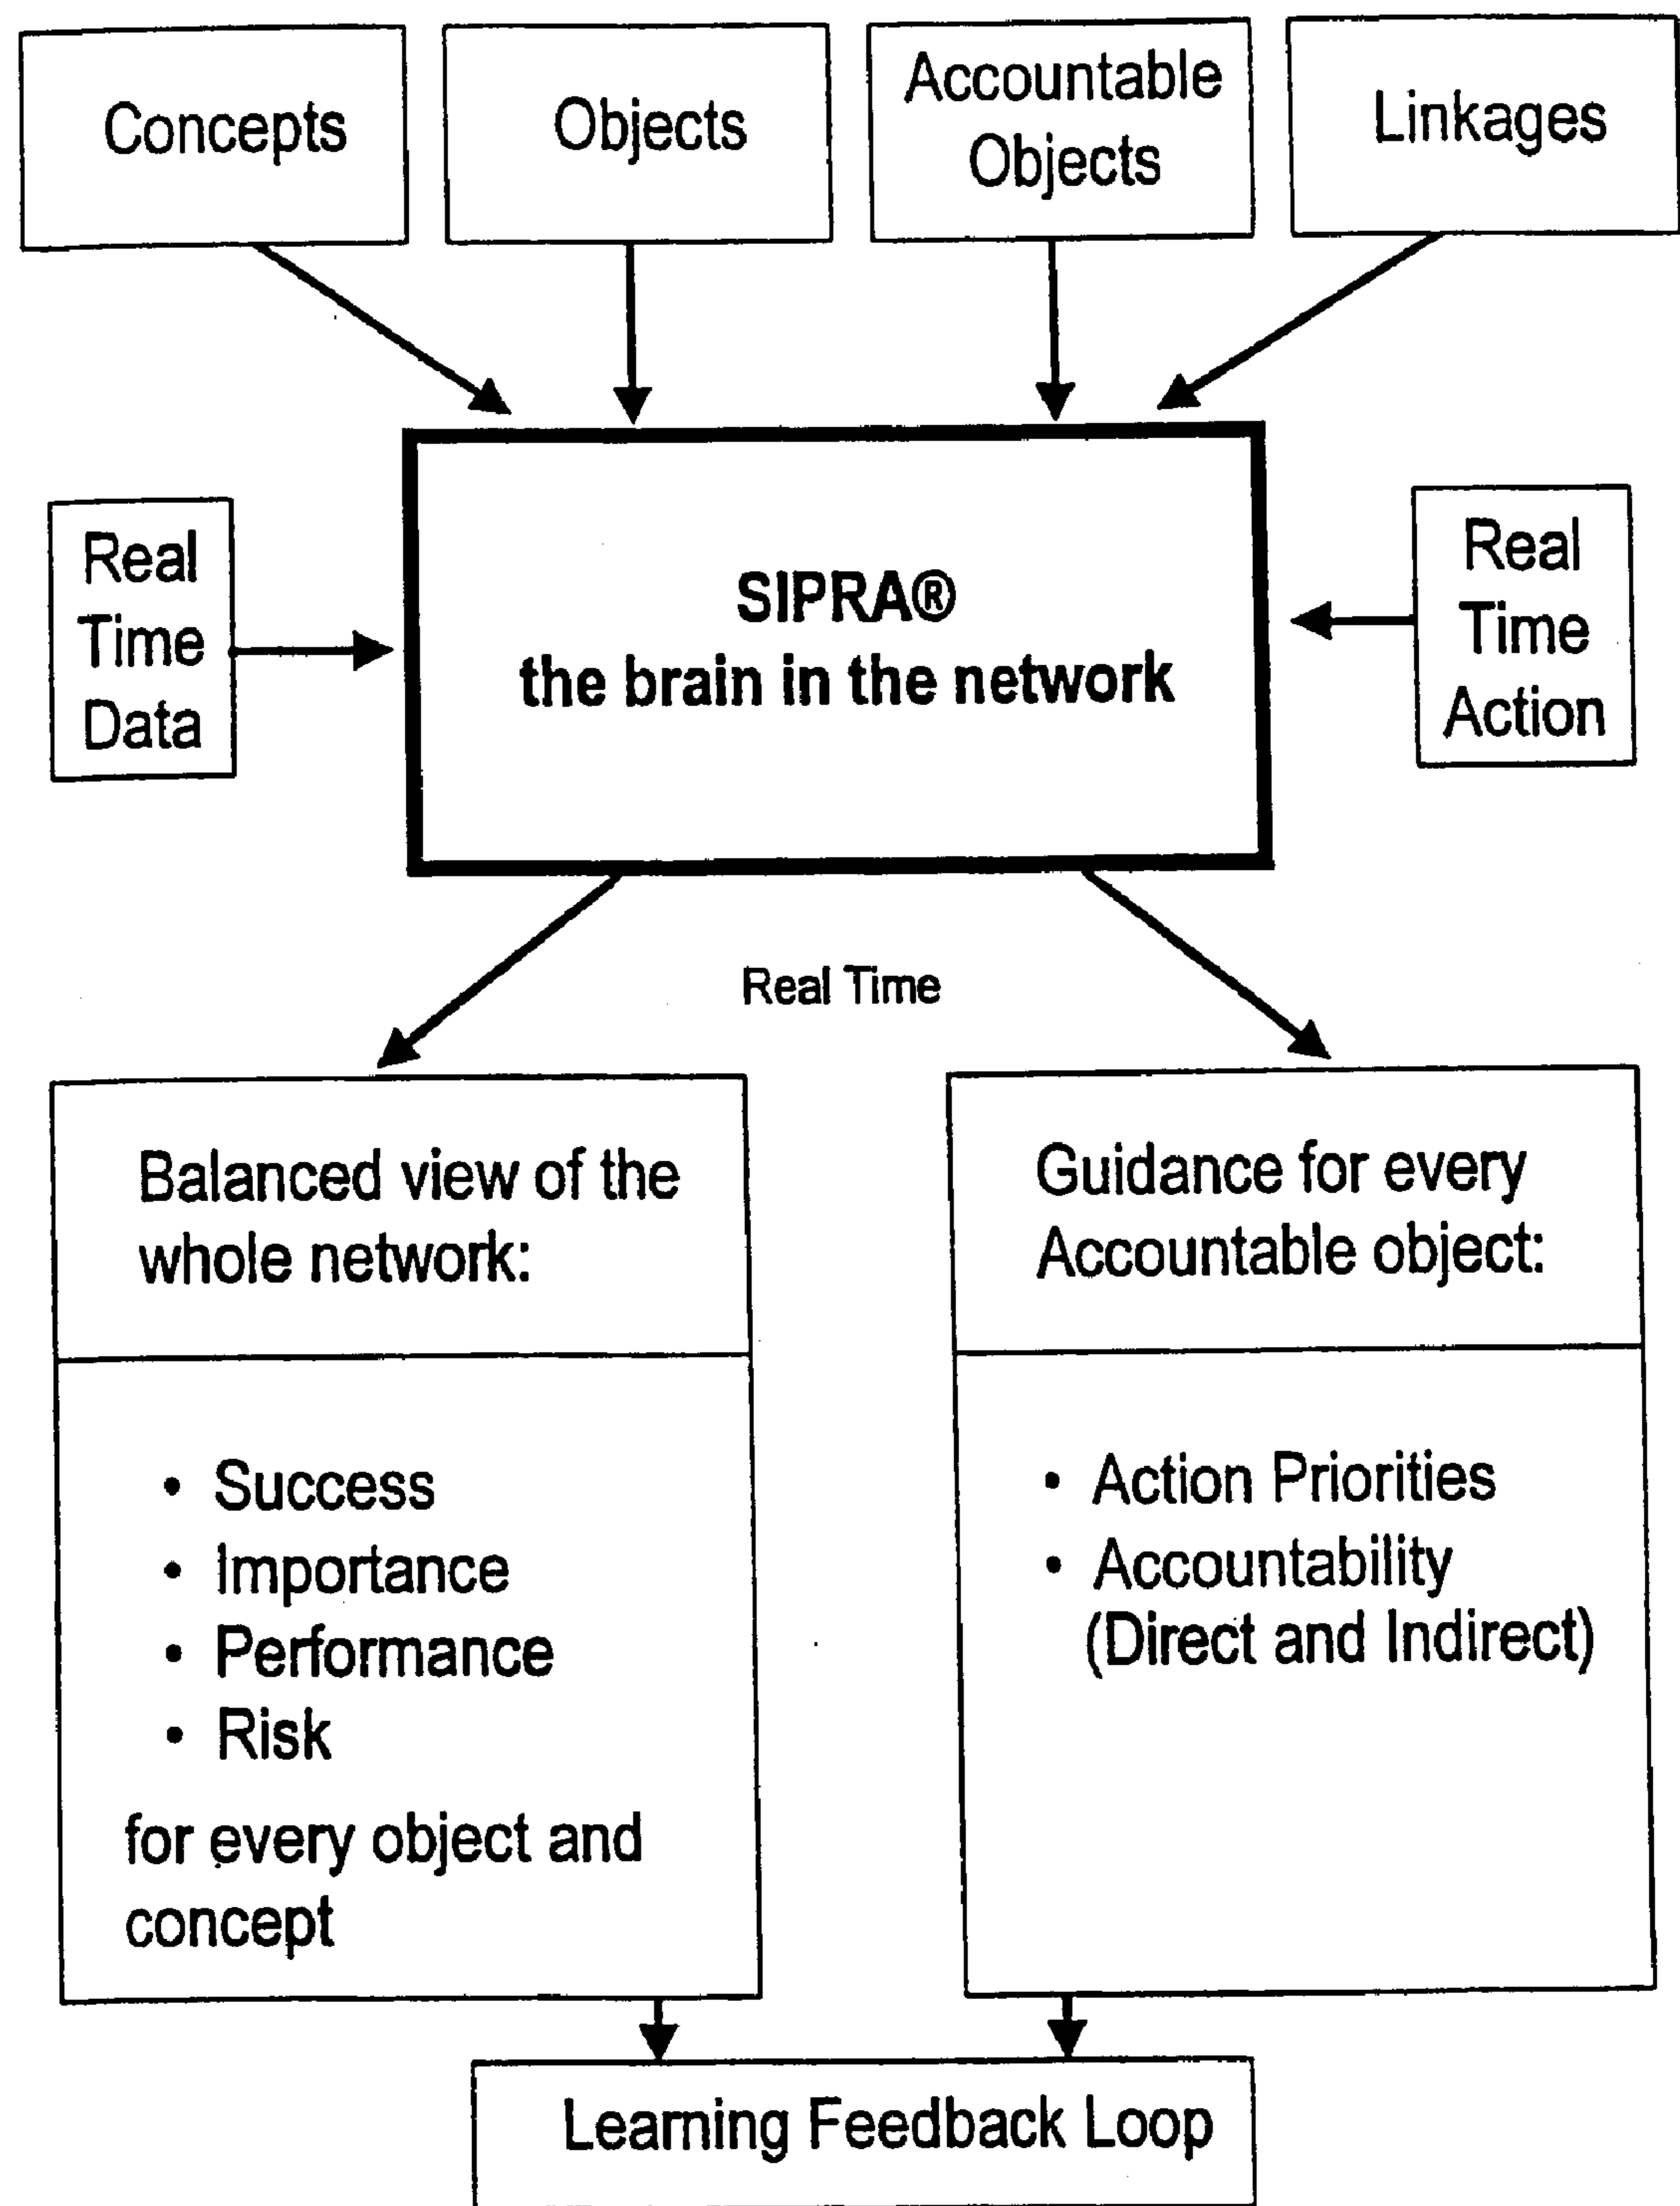 Concepts
Objects
Accountable
Objects
Linkages
Real
Time
Data
SIPRA®
the brain in the network
Real
Time
Action
Real Time
Balanced view of the
whole network:
• Success
• Importance
• Performance
• Risk
for every object and
concept
Guidance for every
Accountable object:
• Action Priorities
• Accountability
(Direct and Indirect)
Learning Feedback Loop